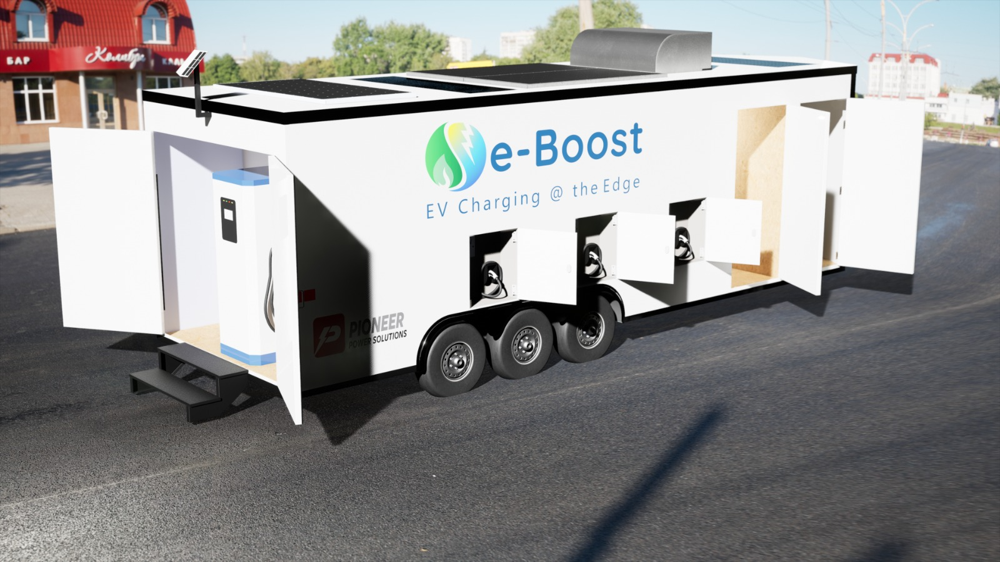 БАР
Колибри
e-Boost
EV Charging @ the Edge
PIONEER
POWER SOLUTIONS